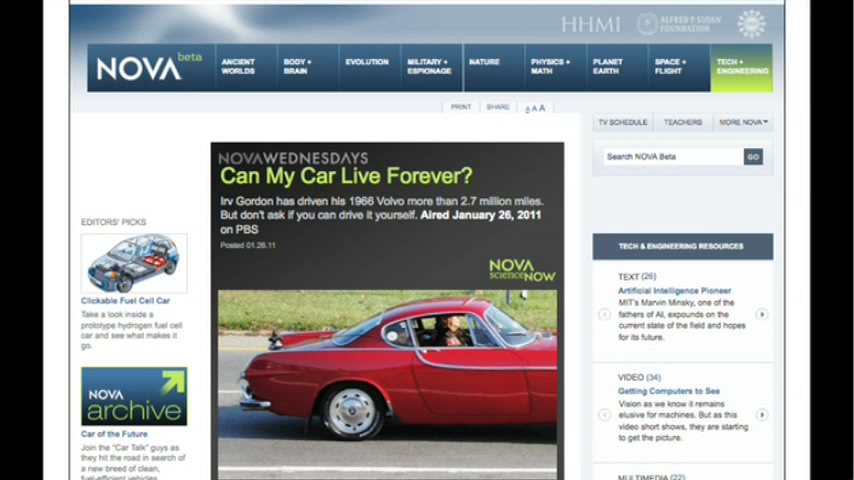 HHMI
ALFRED P. SLOAN
FOUNDATION
NOVA beta
ANCIENT
WORLDS
BODY +
BRAIN
EVOLUTION
MILITARY +
ESPIONAGE
NATURE
PHYSICS +
MATH
PLANET
EARTH
SPACE +
FLIGHT
TECH +
ENGINEERING
PRINT
SHARE
A A A
TV SCHEDULE
TEACHERS
MORE NOVA
Search NOVA Beta
GO
EDITORS' PICKS
Clickable Fuel Cell Car
Take a look inside a
prototype hydrogen fuel cell
car and see what makes it
go.
NOVA
archive
Car of the Future
Join the "Car Talk" guys as
they hit the road in search of
a new breed of clean,
NOVAWEDNESDAYS
Can My Car Live Forever?
Irv Gordon has driven his 1966 Volvo more than 2.7 million miles.
But don't ask if you can drive it yourself. Aired January 26, 2011
on PBS
Posted 01.26.11
NOVA
scienceNOW
TECH & ENGINEERING RESOURCES
TEXT (26)
Artificial Intelligence Pioneer
MIT's Marvin Minsky, one of the
fathers of AI, expounds on the
current state of the field and hopes
for its future.
VIDEO (34)
Getting Computers to See
Vision as we know it remains
elusive for machines. But as this
video short shows, they are starting
to get the picture.
MULTIMEDIA (22)